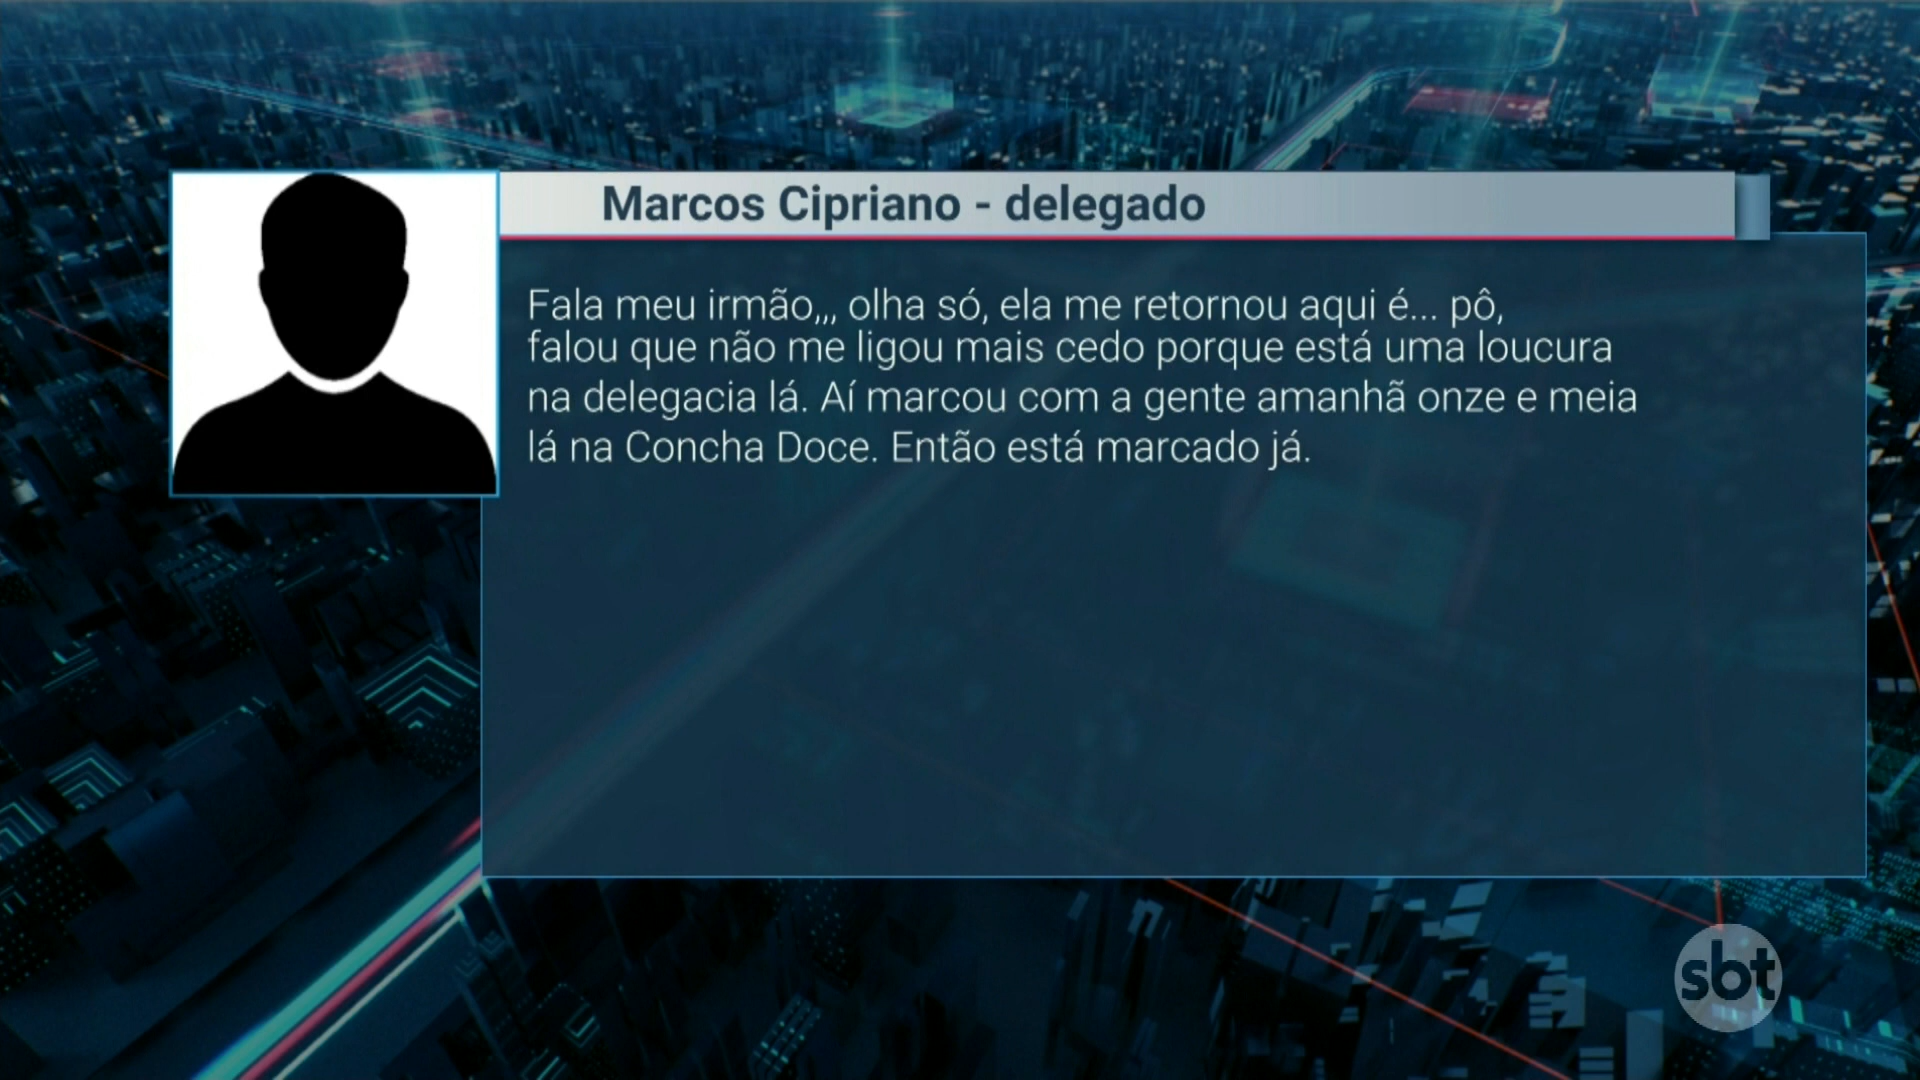 Marcos Cipriano - delegado
Fala meu irmão,,, olha só, ela me retornou aqui é... pô,
falou que não me ligou mais cedo porque está uma loucura
na delegacia lá. Aí marcou com a gente amanhã onze e meia
lá na Concha Doce. Então está marcado já.
sbt